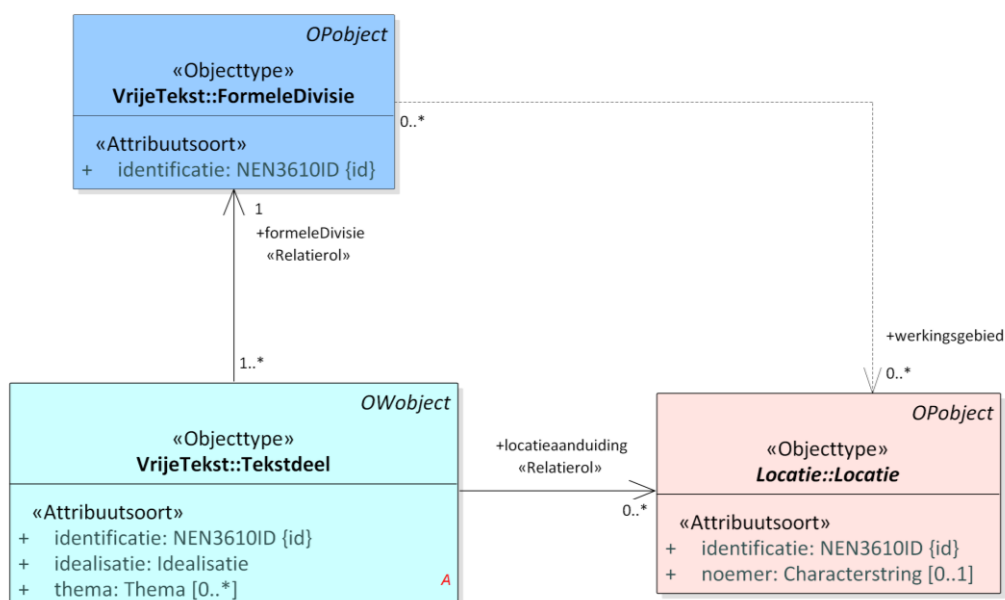 OPobject
«Objecttype»
VrijeTekst::FormeleDivisie
«Attribuutsoort»
+ identificatie: NEN3610ID {id}
0..*
1
+formeleDivisie
«Relatierol»
1..*
+werkingsgebied
0..*
OWobject
«Objecttype»
VrijeTekst::Tekstdeel
«Attribuutsoort»
+ identificatie: NEN3610ID {id}
+ idealisatie: Idealisatie
+ thema: Thema [0..*]
A
+locatieaanduiding
«Relatierol»
0..*
OPobject
«Objecttype»
Locatie::Locatie
«Attribuutsoort»
+ identificatie: NEN3610ID {id}
+ noemer: Characterstring [0..1]